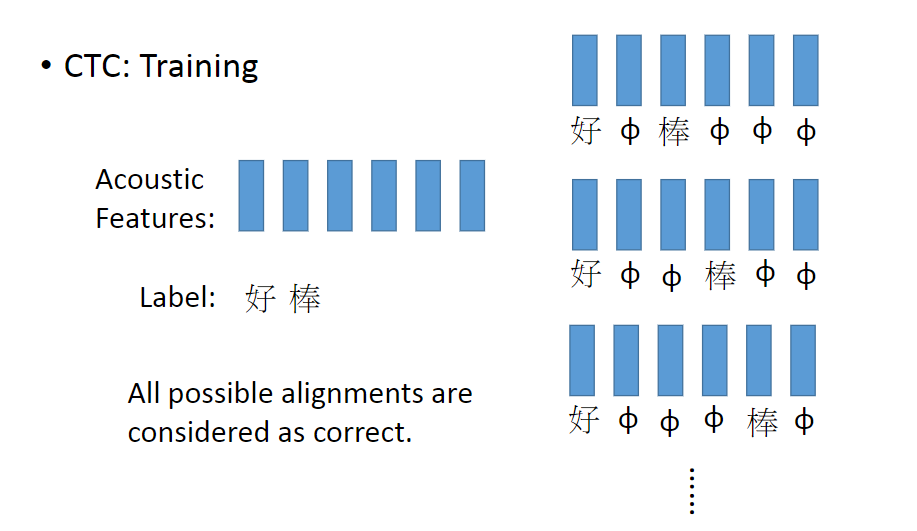 • CTC: Training
Acoustic
Features:
Label: 好 棒
All possible alignments are
considered as correct.
好 ϕ 棒 ϕ ϕ ϕ
好 ϕ ϕ 棒 ϕ ϕ
好 ϕ ϕ ϕ 棒 ϕ
……